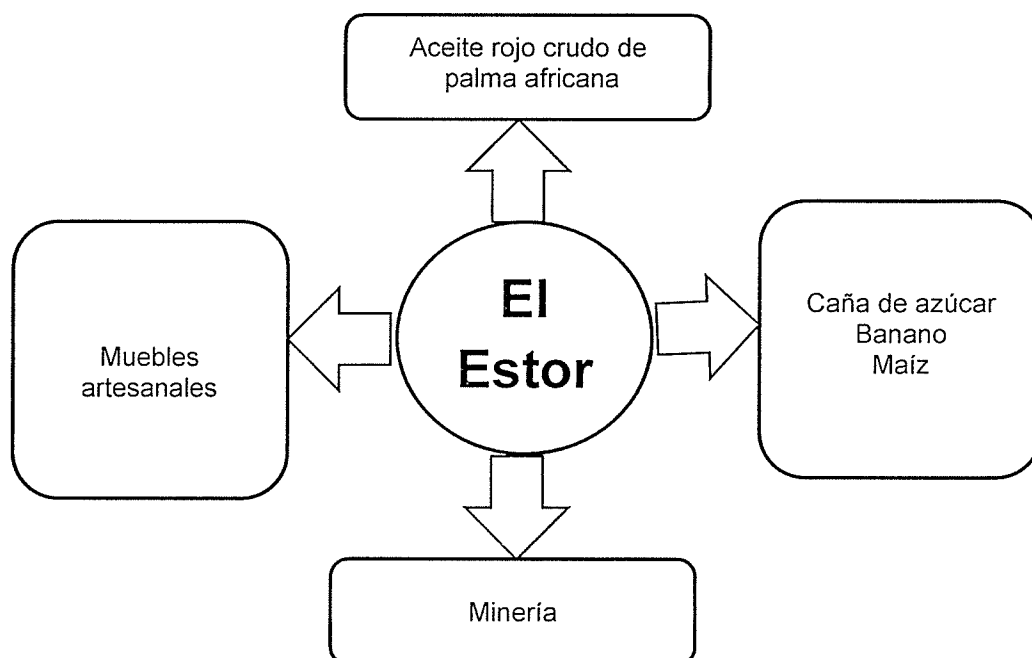 Aceite rojo crudo de
palma africana
El
Estor
Muebles
artesanales
Caña de azúcar
Banano
Maíz
Minería